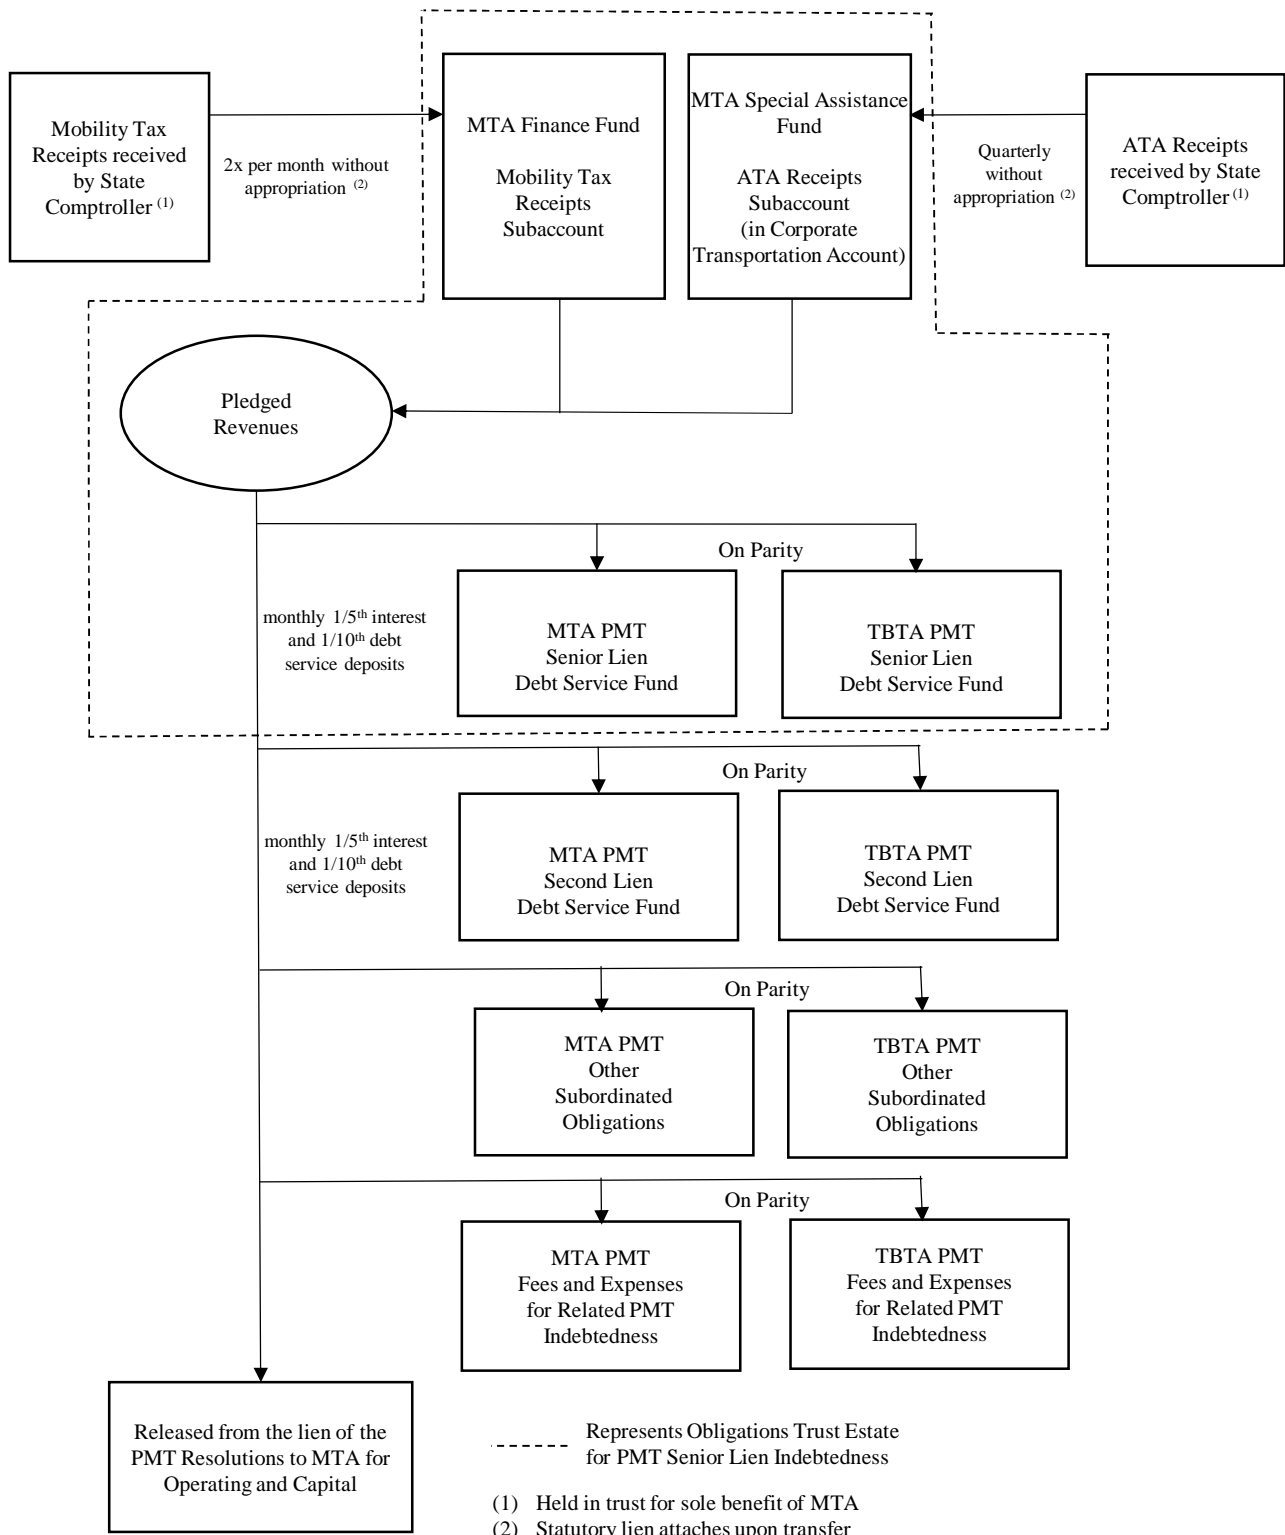 Mobility Tax
Receipts received
by State
Comptroller (1)
2x per month without
appropriation (2)
MTA Finance Fund
Mobility Tax
Receipts
Subaccount
MTA Special Assistance
Fund
ATA Receipts
Subaccount
(in Corporate
Transportation Account)
Quarterly
without
appropriation (2)
ATA Receipts
received by State
Comptroller (1)
Pledged
Revenues
On Parity
monthly 1/5th interest
and 1/10th debt
service deposits
MTA PMT
Senior Lien
Debt Service Fund
TBTA PMT
Senior Lien
Debt Service Fund
On Parity
monthly 1/5th interest
and 1/10th debt
service deposits
MTA PMT
Second Lien
Debt Service Fund
TBTA PMT
Second Lien
Debt Service Fund
On Parity
MTA PMT
Other
Subordinated
Obligations
TBTA PMT
Other
Subordinated
Obligations
On Parity
MTA PMT
Fees and Expenses
for Related PMT
Indebtedness
TBTA PMT
Fees and Expenses
for Related PMT
Indebtedness
Released from the lien of the
PMT Resolutions to MTA for
Operating and Capital
Represents Obligations Trust Estate
for PMT Senior Lien Indebtedness
(1) Held in trust for sole benefit of MTA
(2) Statutory lien attaches upon transfer